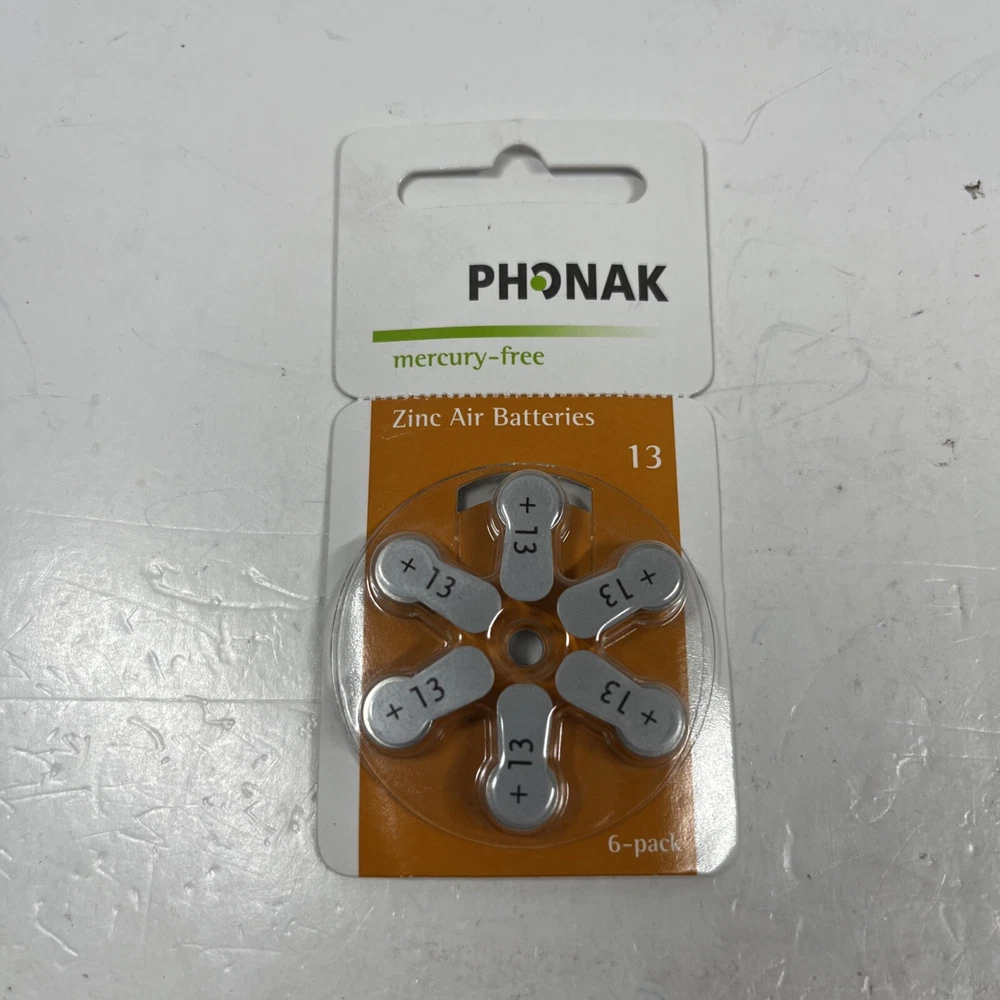 PHONAK
mercury-free
Zinc Air Batteries
13
+ 13
+ 13
+ 13
+ 13
+ 13
+ 13
6-pack